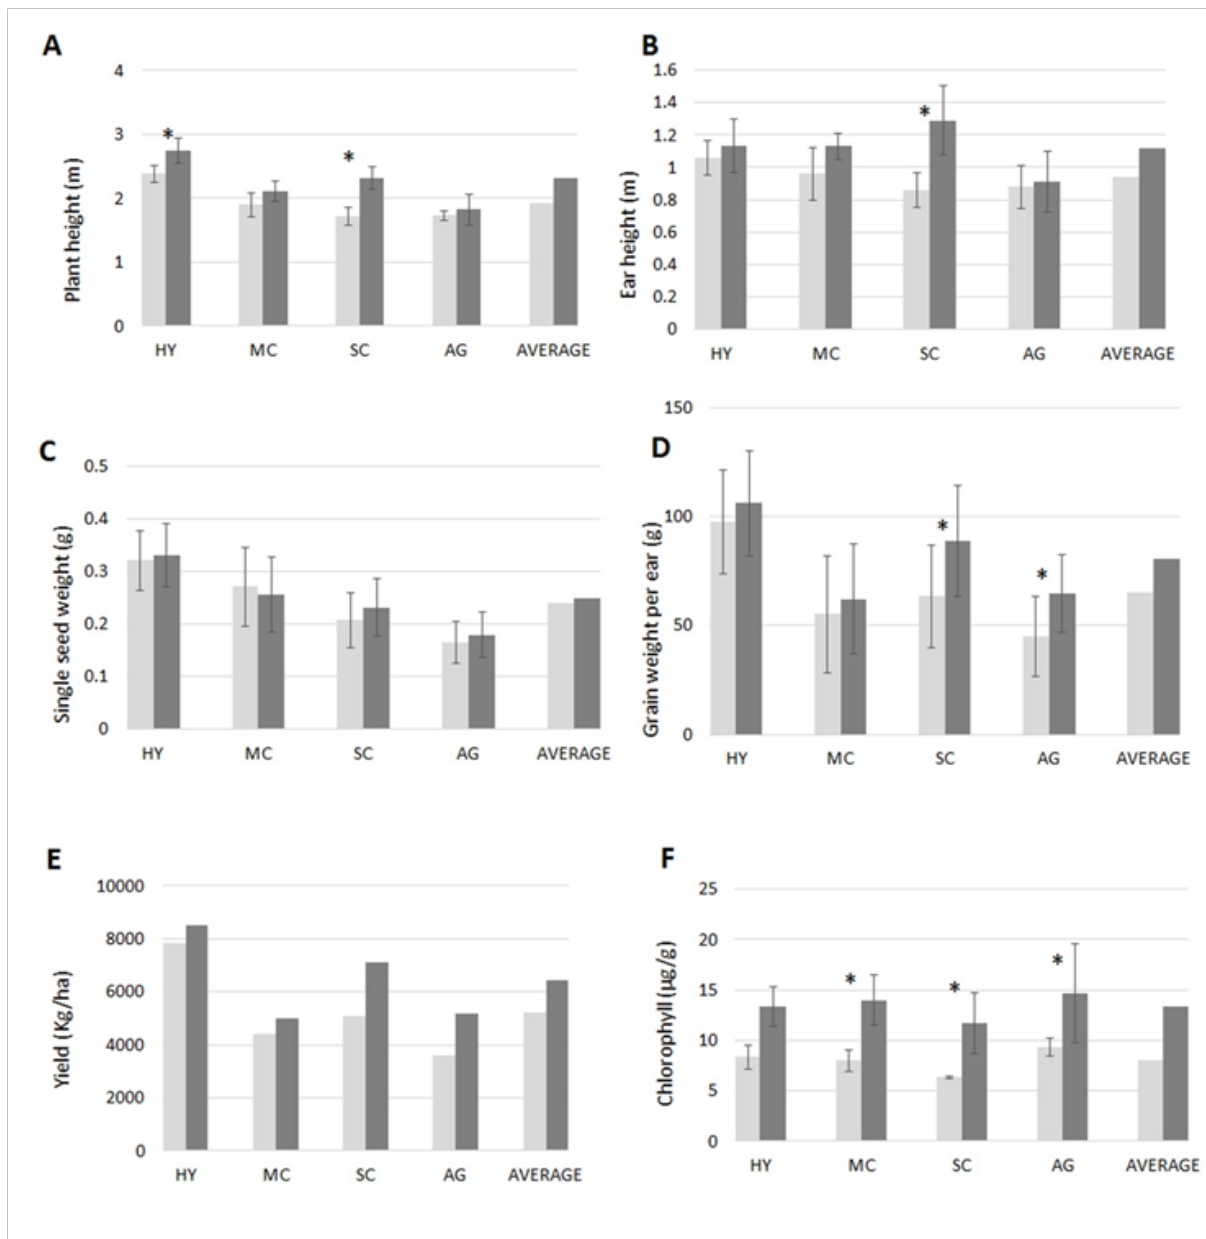 A
Plant height (m)
4
3
2
1
0
*
*
HY MC SC AG AVERAGE
B
Ear height (m)
1.6
1.4
1.2
1
0.8
0.6
0.4
0.2
0
*
HY MC SC AG AVERAGE
C
Single seed weight (g)
0.5
0.4
0.3
0.2
0.1
0
HY MC SC AG AVERAGE
D
Grain weight per ear (g)
150
100
50
0
*
*
HY MC SC AG AVERAGE
E
Yield (Kg/ha)
10000
8000
6000
4000
2000
0
HY MC SC AG AVERAGE
F
Chlorophyll (µg/g)
25
20
15
10
5
0
*
*
*
HY MC SC AG AVERAGE